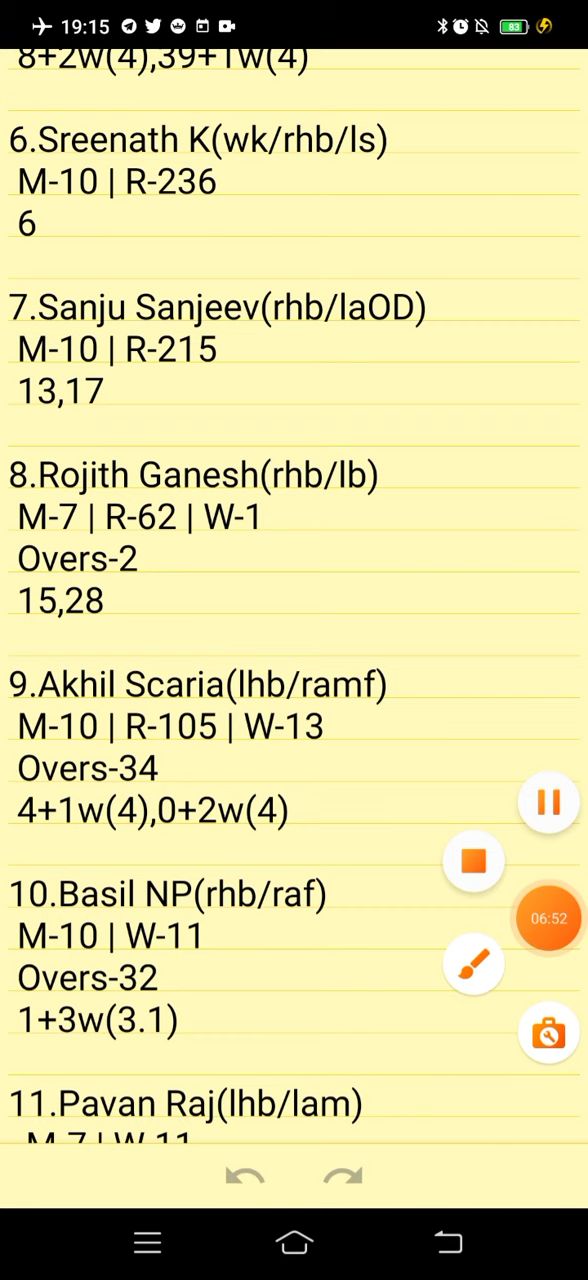 19:15
83
8+2w(4),39+1w(4)
6.Sreenath K(wk/rhb/ls)
M-10 | R-236
6
7.Sanju Sanjeev(rhb/laOD)
M-10 | R-215
13,17
8.Rojith Ganesh(rhb/lb)
M-7 | R-62 | W-1
Overs-2
15,28
9.Akhil Scaria(lhb/ramf)
M-10 | R-105 | W-13
Overs-34
4+1w(4),0+2w(4)
10.Basil NP(rhb/raf)
M-10 | W-11
Overs-32
1+3w(3.1)
06:52
11.Pavan Raj(lhb/lam)
M-7 | W-11